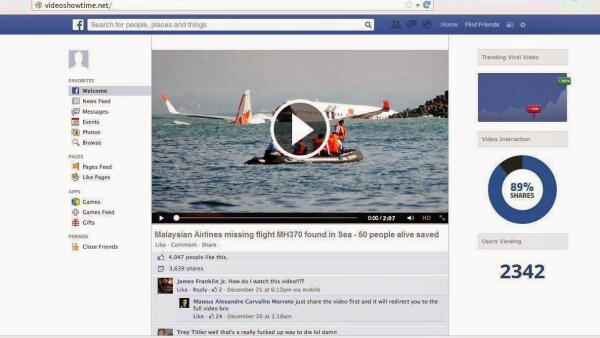 videoshowtime.net/
Search for people, places and things
Home
Find Friends
FAVORITES
Welcome
News Feed
Messages
Events
Photos
Browse
PAGES
Pages Feed
Like Pages
APPS
Games
Games Feed
Gifts
FRIENDS
Close Friends
0:00 / 2:07
HD
Malaysian Airlines missing flight MH370 found in Sea - 50 people alive saved
Like · Comment · Share ·
4,047 people like this.
3,639 shares
James Franklin Jr. How do I watch this video!!??
Like · Reply · 2 · December 25 at 6:12pm via mobile
Mateus Alexandre Carvalho Marreto just share the video first and it will redirect you to the
full video bro
Like · 24 · December 26 at 2:18am
Trey Titler well that's a really fucked up way to die lol damn
Trending Viral Video
Video Interaction
89%
SHARES
Users Viewing
2342